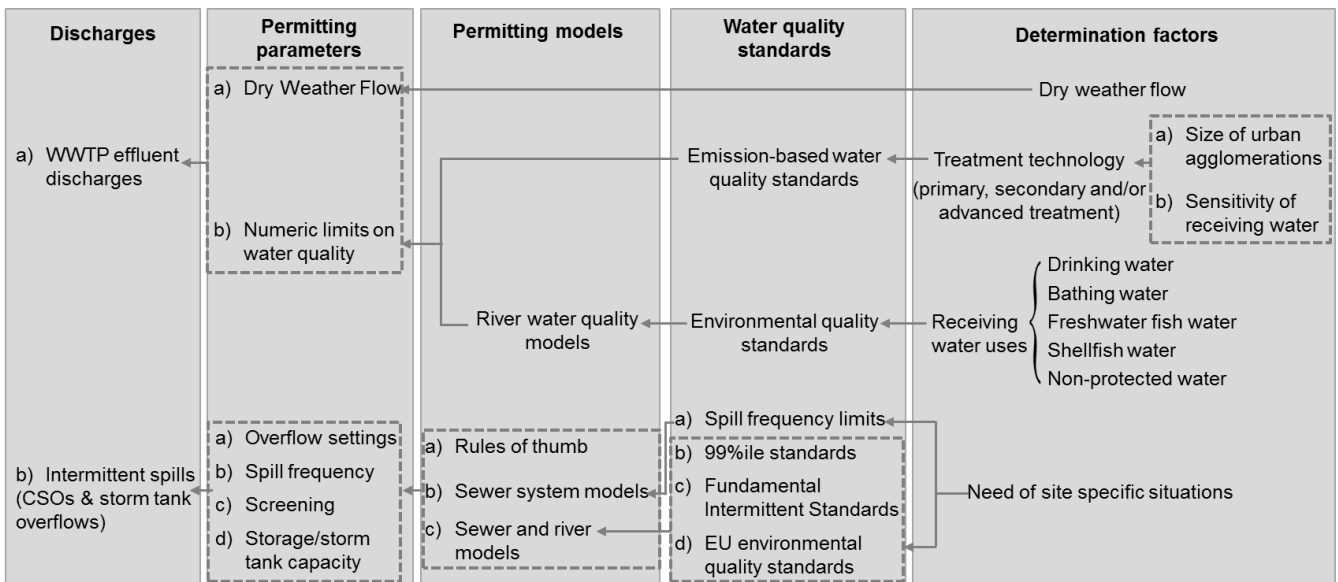 Discharges
Permitting
parameters
Permitting models
Water quality
standards
Determination factors
a) Dry Weather Flow
Dry weather flow
a) WWTP effluent
discharges
b) Numeric limits on
water quality
Emission-based water
quality standards
Treatment technology
(primary, secondary and/or
advanced treatment)
a) Size of urban
agglomerations
b) Sensitivity of
receiving water
River water quality
models
Environmental quality
standards
Receiving
water uses
Drinking water
Bathing water
Freshwater fish water
Shellfish water
Non-protected water
b) Intermittent spills
(CSOs & storm tank
overflows)
a) Overflow settings
b) Spill frequency
c) Screening
d) Storage/storm
tank capacity
a) Rules of thumb
b) Sewer system models
c) Sewer and river
models
a) Spill frequency limits
b) 99%ile standards
c) Fundamental
Intermittent Standards
d) EU environmental
quality standards
Need of site specific situations